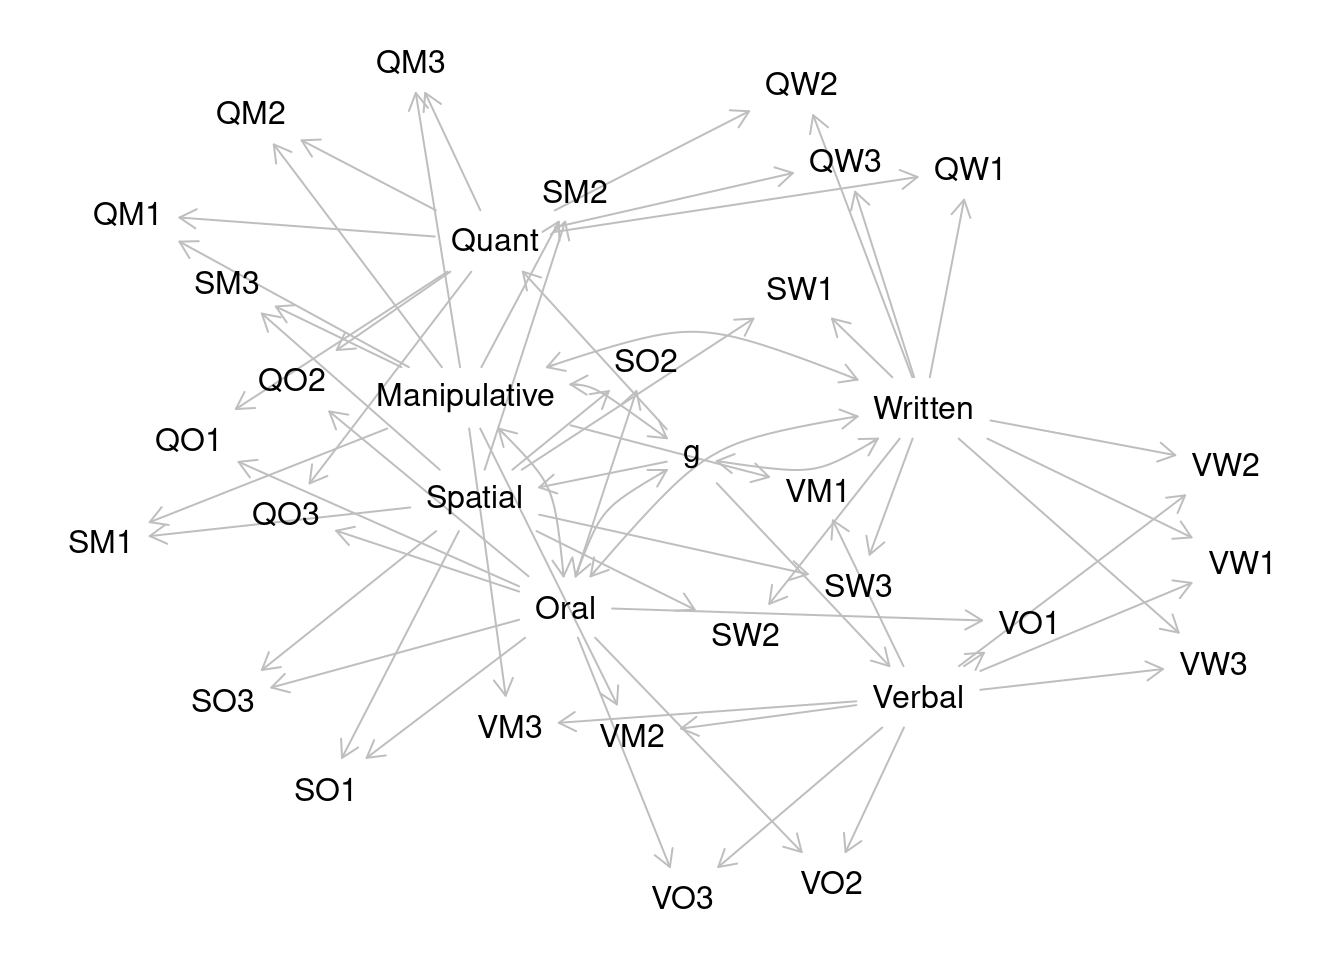 QM3
QW2
QM2
QW3
QW1
SM2
QM1
Quant
SM3
SW1
SO2
QO2
Manipulative
Written
QO1
g
VW2
VM1
Spatial
QO3
SM1
VW1
SW3
Oral
VO1
SW2
VW3
SO3
Verbal
VM3
VM2
SO1
VO2
VO3